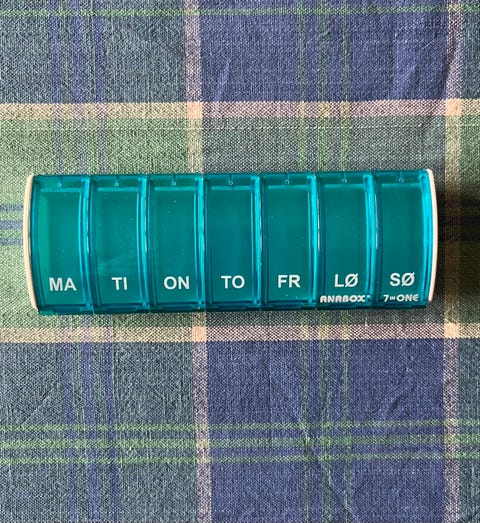 MA TI ON TO FR LØ SØ
ANABOX® 7 IN ONE